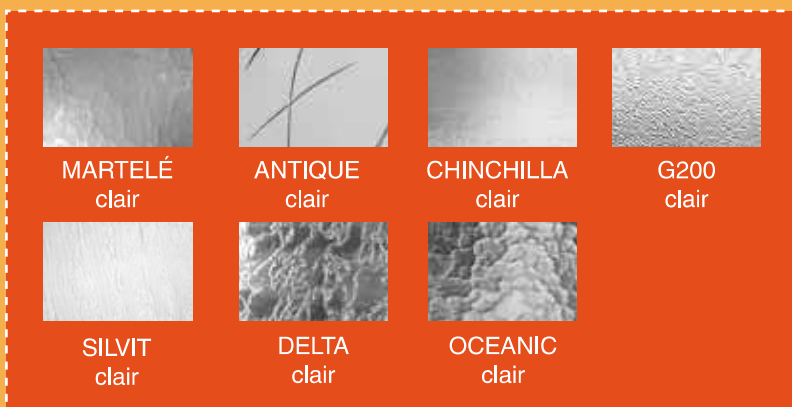 MARTELÉ
clair
ANTIQUE
clair
CHINCHILLA
clair
G200
clair
SILVIT
clair
DELTA
clair
OCEANIC
clair